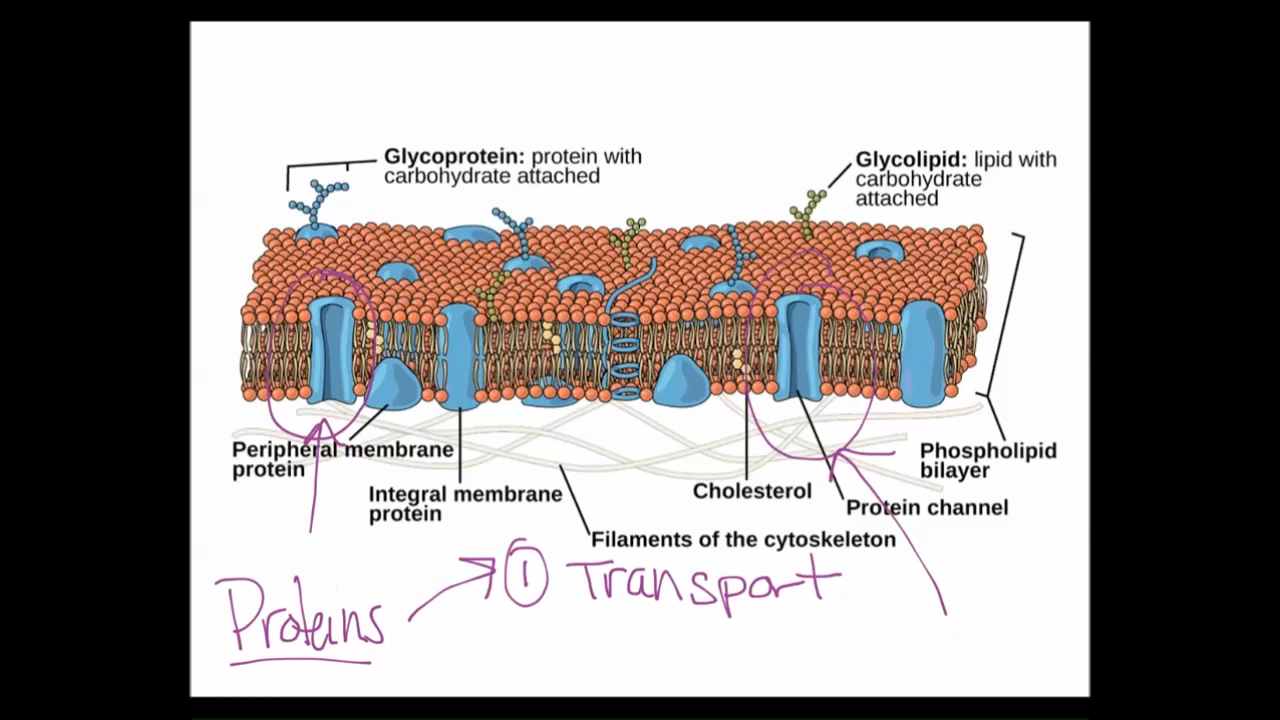 Glycoprotein: protein with
carbohydrate attached
Glycolipid: lipid with
carbohydrate
attached
Peripheral membrane
protein
Integral membrane
protein
Cholesterol
Phospholipid
bilayer
Protein channel
Filaments of the cytoskeleton
Proteins
① Transport